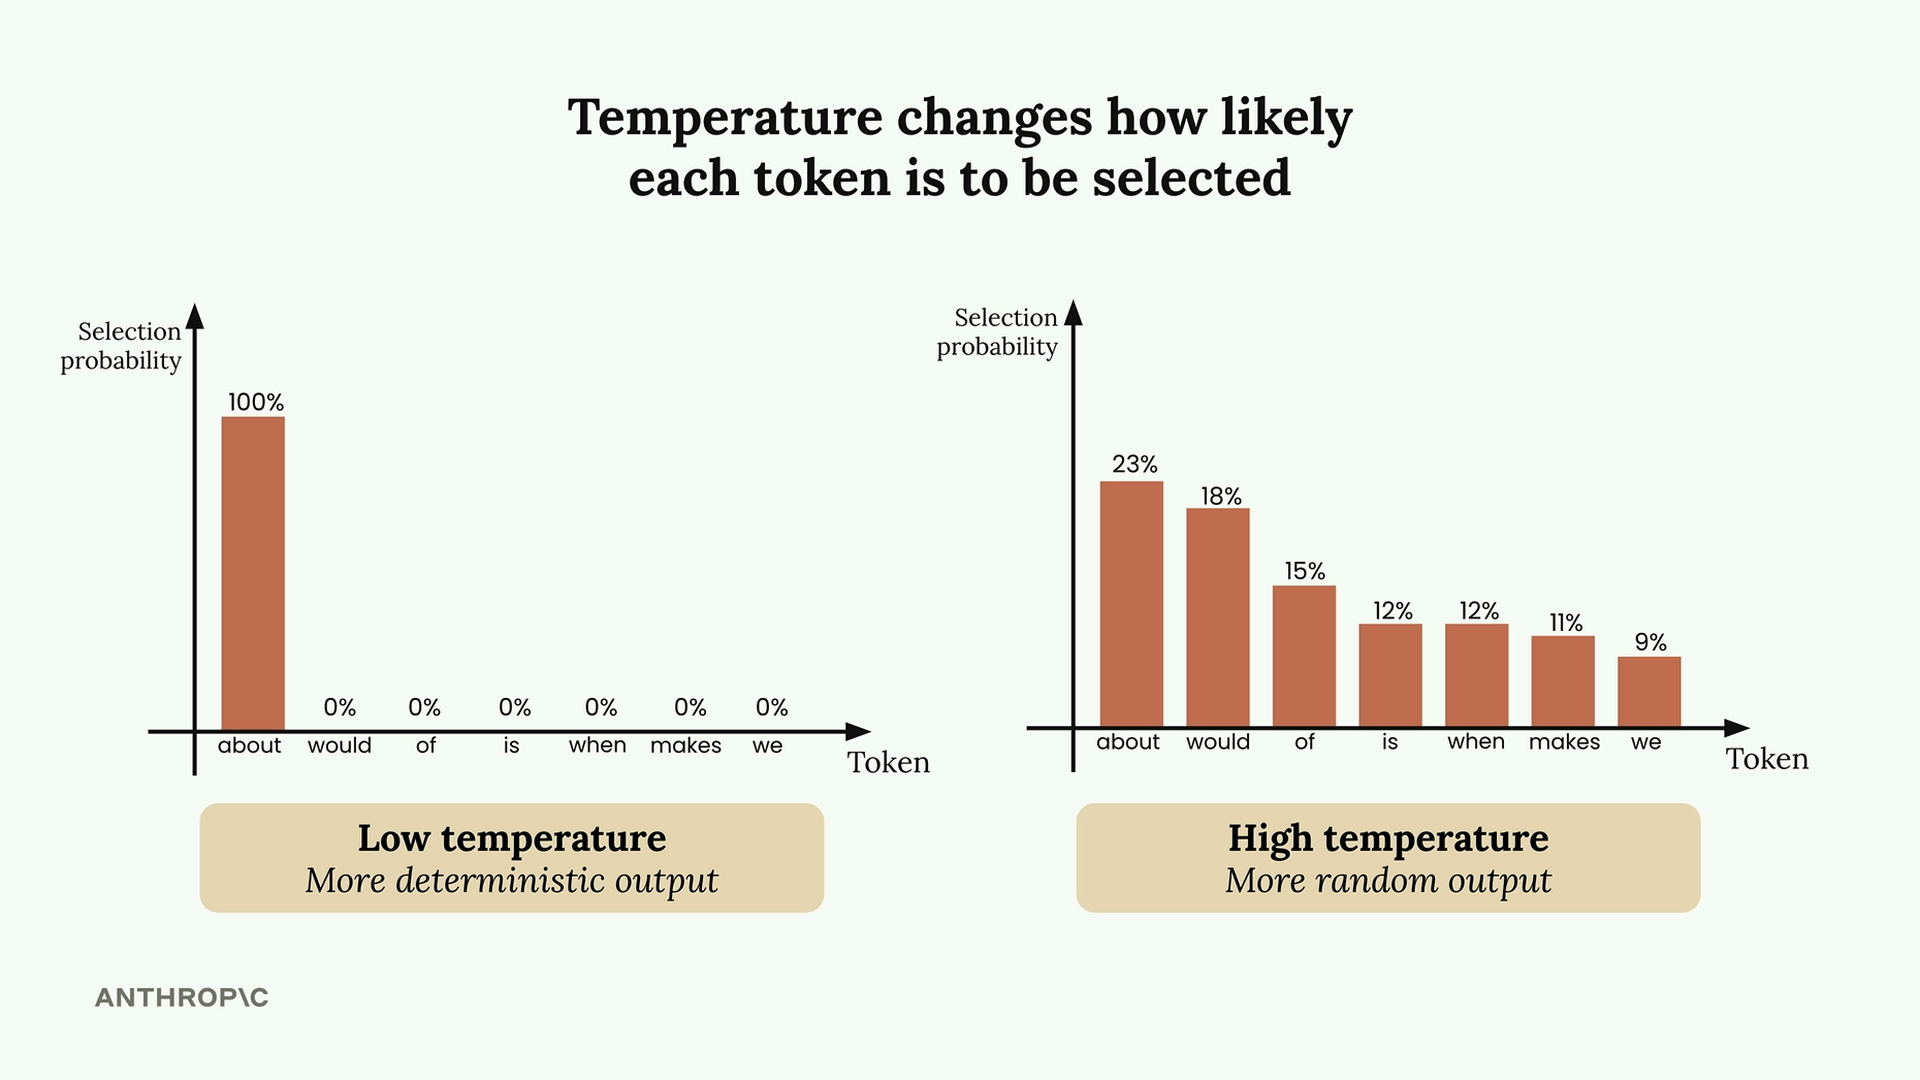 Temperature changes how likely
each token is to be selected
Selection
probability
100%
0%
0%
0%
0%
0%
0%
about would of is when makes we
Token
Low temperature
More deterministic output
Selection
probability
23%
18%
15%
12%
12%
11%
9%
about would of is when makes we
Token
High temperature
More random output
ANTHROP\C